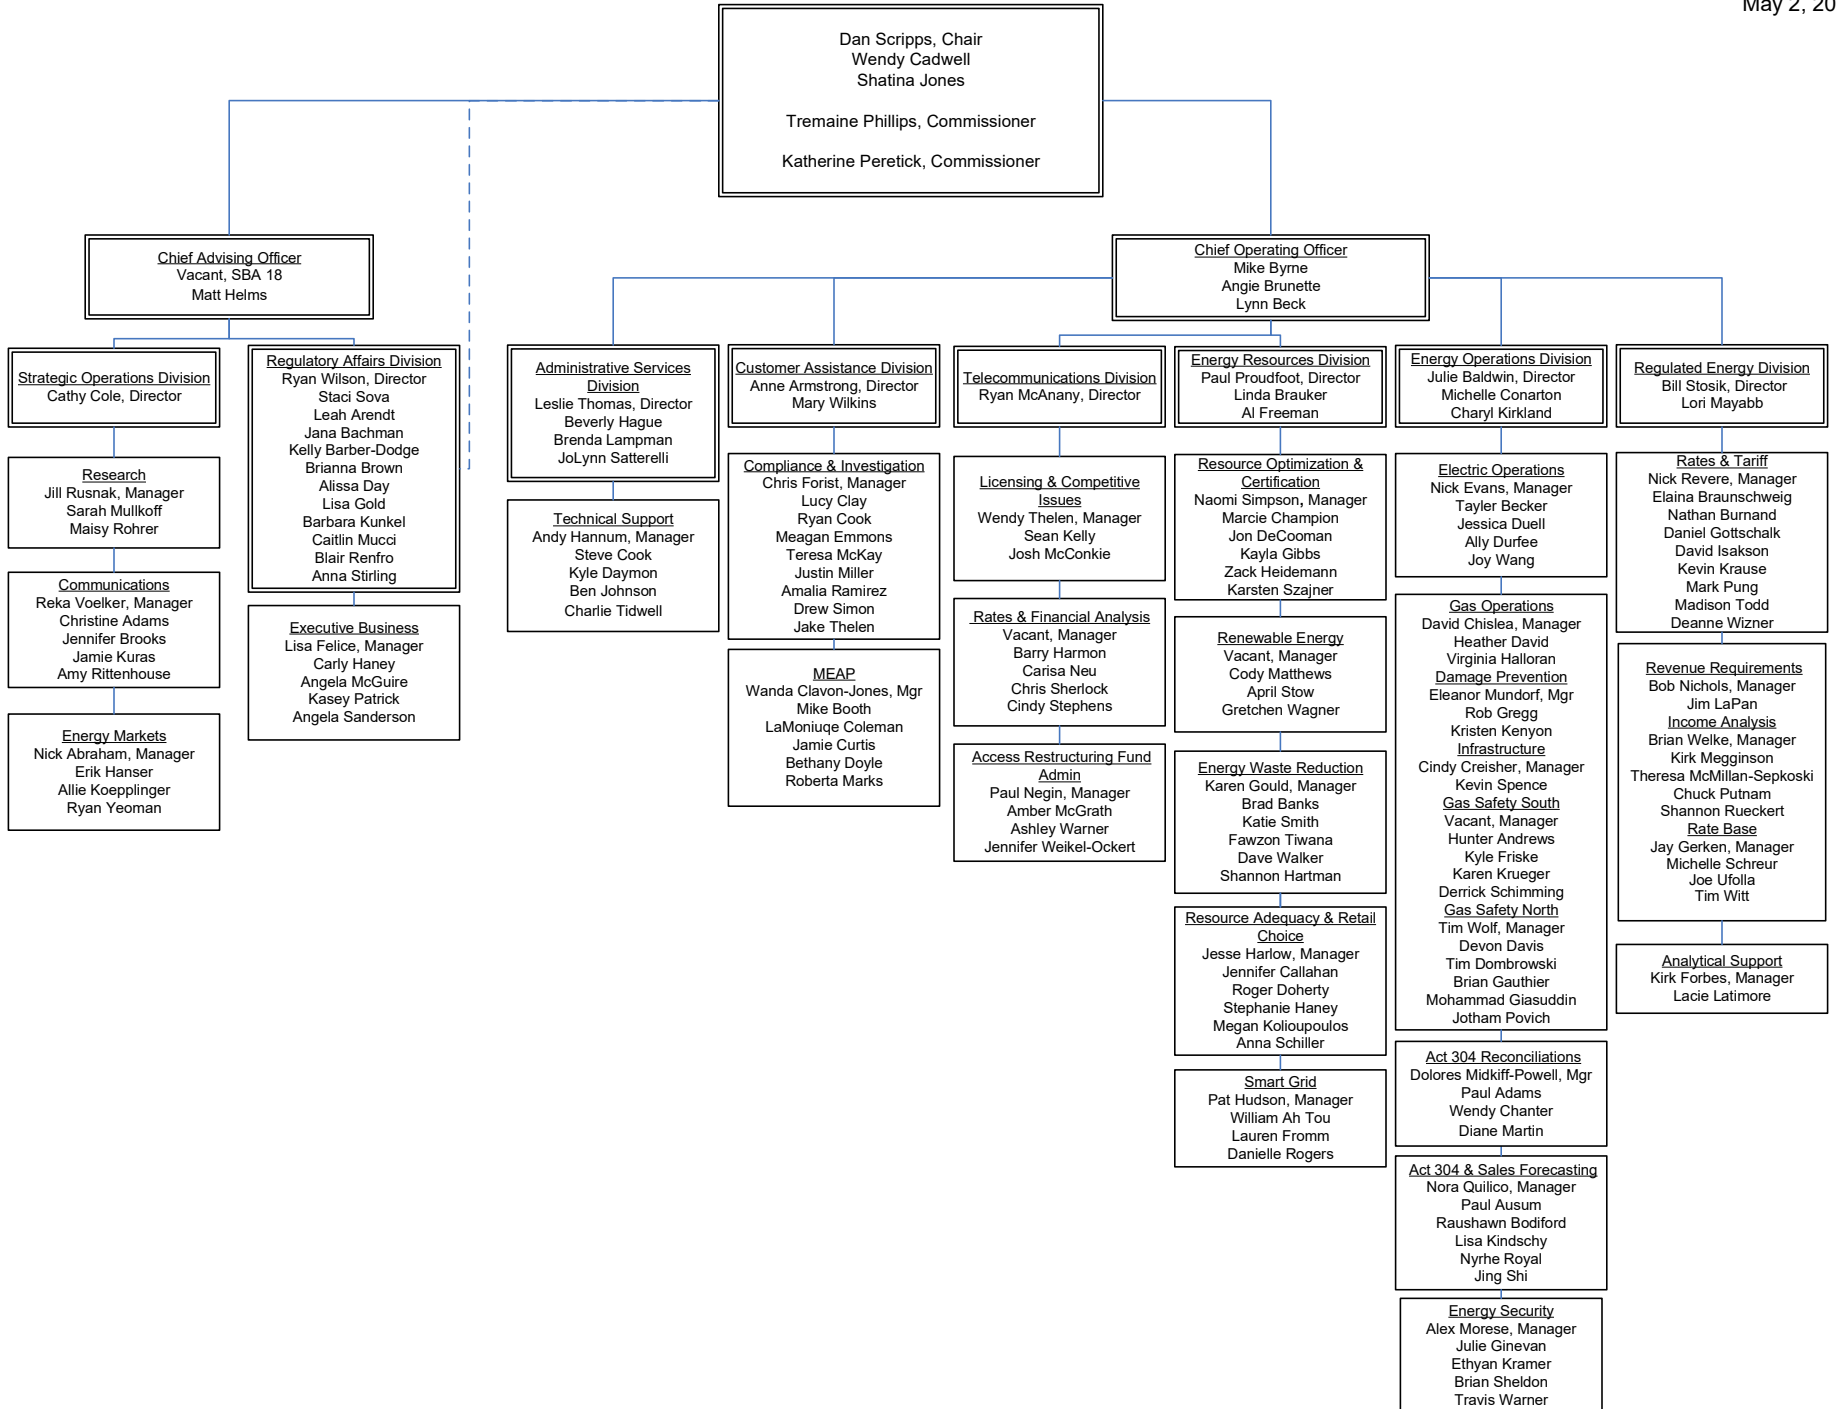 May 2, 20
Dan Scripps, Chair
Wendy Cadwell
Shatina Jones
Tremaine Phillips, Commissioner
Katherine Peretick, Commissioner
Chief Advising Officer
Vacant, SBA 18
Matt Helms
Chief Operating Officer
Mike Byrne
Angie Brunette
Lynn Beck
Strategic Operations Division
Cathy Cole, Director
Research
Jill Rusnak, Manager
Sarah Mullkoff
Maisy Rohrer
Communications
Reka Voelker, Manager
Christine Adams
Jennifer Brooks
Jamie Kuras
Amy Rittenhouse
Energy Markets
Nick Abraham, Manager
Erik Hanser
Allie Koepplinger
Ryan Yeoman
Regulatory Affairs Division
Ryan Wilson, Director
Staci Sova
Leah Arendt
Jana Bachman
Kelly Barber-Dodge
Brianna Brown
Alissa Day
Lisa Gold
Barbara Kunkel
Caitlin Mucci
Blair Renfro
Anna Stirling
Executive Business
Lisa Felice, Manager
Carly Haney
Angela McGuire
Kasey Patrick
Angela Sanderson
Administrative Services
Division
Leslie Thomas, Director
Beverly Hague
Brenda Lampman
JoLynn Satterelli
Technical Support
Andy Hannum, Manager
Steve Cook
Kyle Daymon
Ben Johnson
Charlie Tidwell
Customer Assistance Division
Anne Armstrong, Director
Mary Wilkins
Compliance & Investigation
Chris Forist, Manager
Lucy Clay
Ryan Cook
Meagan Emmons
Teresa McKay
Justin Miller
Amalia Ramirez
Drew Simon
Jake Thelen
MEAP
Wanda Clavon-Jones, Mgr
Mike Booth
LaMoniuqe Coleman
Jamie Curtis
Bethany Doyle
Roberta Marks
Telecommunications Division
Ryan McAnany, Director
Licensing & Competitive
Issues
Wendy Thelen, Manager
Sean Kelly
Josh McConkie
Rates & Financial Analysis
Vacant, Manager
Barry Harmon
Carisa Neu
Chris Sherlock
Cindy Stephens
Access Restructuring Fund
Admin
Paul Negin, Manager
Amber McGrath
Ashley Warner
Jennifer Weikel-Ockert
Energy Resources Division
Paul Proudfoot, Director
Linda Brauker
Al Freeman
Resource Optimization &
Certification
Naomi Simpson, Manager
Marcie Champion
Jon DeCooman
Kayla Gibbs
Zack Heidemann
Karsten Szajner
Renewable Energy
Vacant, Manager
Cody Matthews
April Stow
Gretchen Wagner
Energy Waste Reduction
Karen Gould, Manager
Brad Banks
Katie Smith
Fawzon Tiwana
Dave Walker
Shannon Hartman
Resource Adequacy & Retail
Choice
Jesse Harlow, Manager
Jennifer Callahan
Roger Doherty
Stephanie Haney
Megan Kolioupoulos
Anna Schiller
Smart Grid
Pat Hudson, Manager
William Ah Tou
Lauren Fromm
Danielle Rogers
Energy Operations Division
Julie Baldwin, Director
Michelle Conarton
Charyl Kirkland
Electric Operations
Nick Evans, Manager
Tayler Becker
Jessica Duell
Ally Durfee
Joy Wang
Gas Operations
David Chislea, Manager
Heather David
Virginia Halloran
Damage Prevention
Eleanor Mundorf, Mgr
Rob Gregg
Kristen Kenyon
Infrastructure
Cindy Creisher, Manager
Kevin Spence
Gas Safety South
Vacant, Manager
Hunter Andrews
Kyle Friske
Karen Krueger
Derrick Schimming
Gas Safety North
Tim Wolf, Manager
Devon Davis
Tim Dombrowski
Brian Gauthier
Mohammad Giasuddin
Jotham Povich
Act 304 Reconciliations
Dolores Midkiff-Powell, Mgr
Paul Adams
Wendy Chanter
Diane Martin
Act 304 & Sales Forecasting
Nora Quilico, Manager
Paul Ausum
Raushawn Bodiford
Lisa Kindschy
Nyrhe Royal
Jing Shi
Energy Security
Alex Morese, Manager
Julie Ginevan
Ethyan Kramer
Brian Sheldon
Travis Warner
Regulated Energy Division
Bill Stosik, Director
Lori Mayabb
Rates & Tariff
Nick Revere, Manager
Elaina Braunschweig
Nathan Burnand
Daniel Gottschalk
David Isakson
Kevin Krause
Mark Pung
Madison Todd
Deanne Wizner
Revenue Requirements
Bob Nichols, Manager
Jim LaPan
Income Analysis
Brian Welke, Manager
Kirk Megginson
Theresa McMillan-Sepkoski
Chuck Putnam
Shannon Rueckert
Rate Base
Jay Gerken, Manager
Michelle Schreur
Joe Ufolla
Tim Witt
Analytical Support
Kirk Forbes, Manager
Lacie Latimore